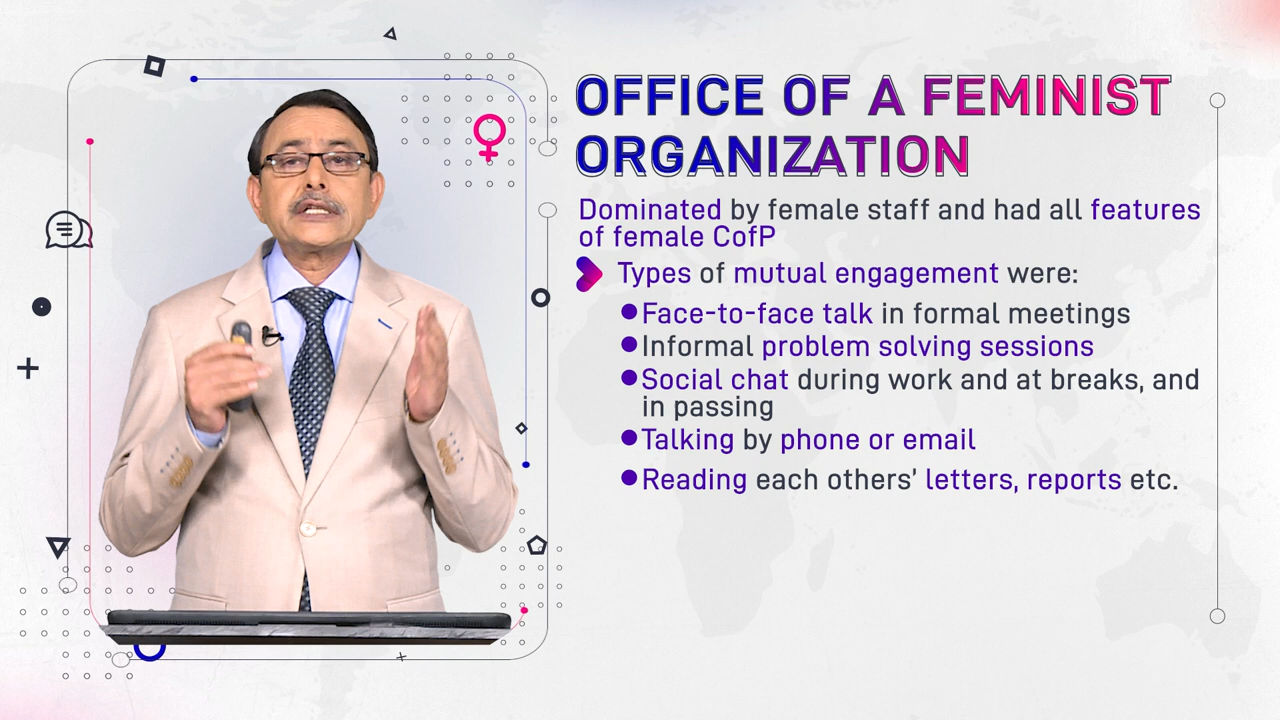 OFFICE OF A FEMINIST
ORGANIZATION
Dominated by female staff and had all features
of female CofP
Types of mutual engagement were:
Face-to-face talk in formal meetings
Informal problem solving sessions
Social chat during work and at breaks, and
in passing
Talking by phone or email
Reading each others’ letters, reports etc.